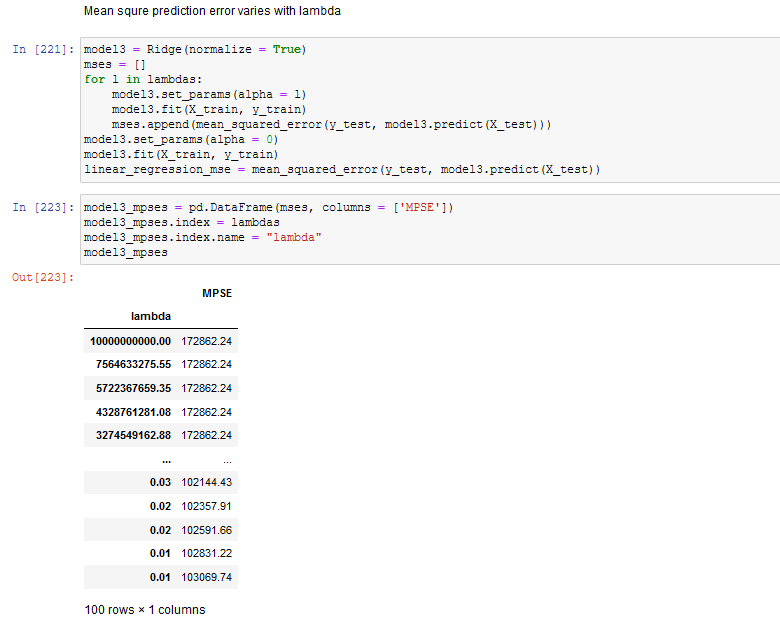 Mean squre prediction error varies with lambda
In [221]: model3 = Ridge(normalize = True)
mses = []
for l in lambdas:
    model3.set_params(alpha = l)
    model3.fit(X_train, y_train)
    mses.append(mean_squared_error(y_test, model3.predict(X_test)))
model3.set_params(alpha = 0)
model3.fit(X_train, y_train)
linear_regression_mse = mean_squared_error(y_test, model3.predict(X_test))
In [223]: model3_mpses = pd.DataFrame(mses, columns = ['MPSE'])
model3_mpses.index = lambdas
model3_mpses.index.name = "lambda"
model3_mpses
Out[223]:
MPSE
lambda
10000000000.00 172862.24
7564633275.55 172862.24
5722367659.35 172862.24
4328761281.08 172862.24
3274549162.88 172862.24
... ...
0.03 102144.43
0.02 102357.91
0.02 102591.66
0.01 102831.22
0.01 103069.74
100 rows × 1 columns